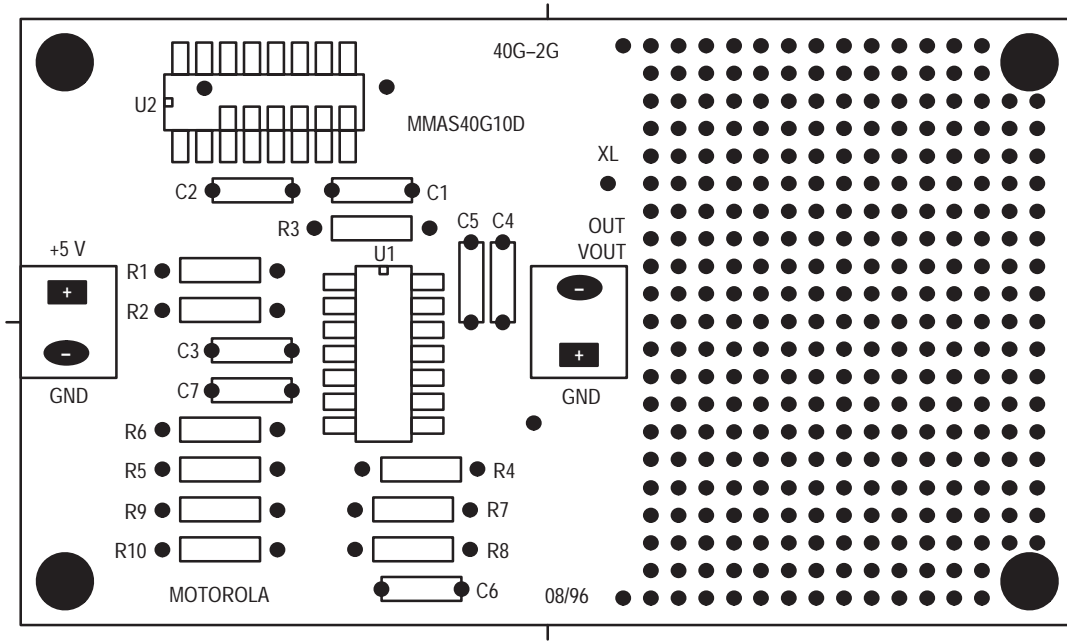 40G–2G
U2
MMAS40G10D
XL
C2
C1
R3
C5 C4
OUT
VOUT
+5 V
U1
R1
+
–
R2
–
C3
+
GND
C7
GND
R6
R5
R4
R9
R7
R10
R8
MOTOROLA
C6
08/96